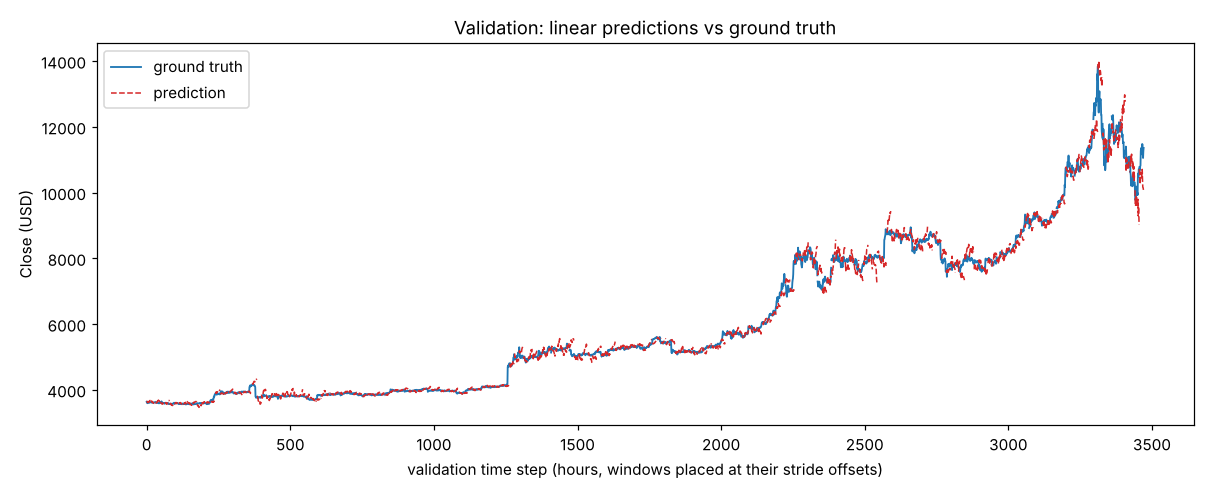 Validation: linear predictions vs ground truth
ground truth
prediction
Close (USD)
14000
12000
10000
8000
6000
4000
0 500 1000 1500 2000 2500 3000 3500
validation time step (hours, windows placed at their stride offsets)